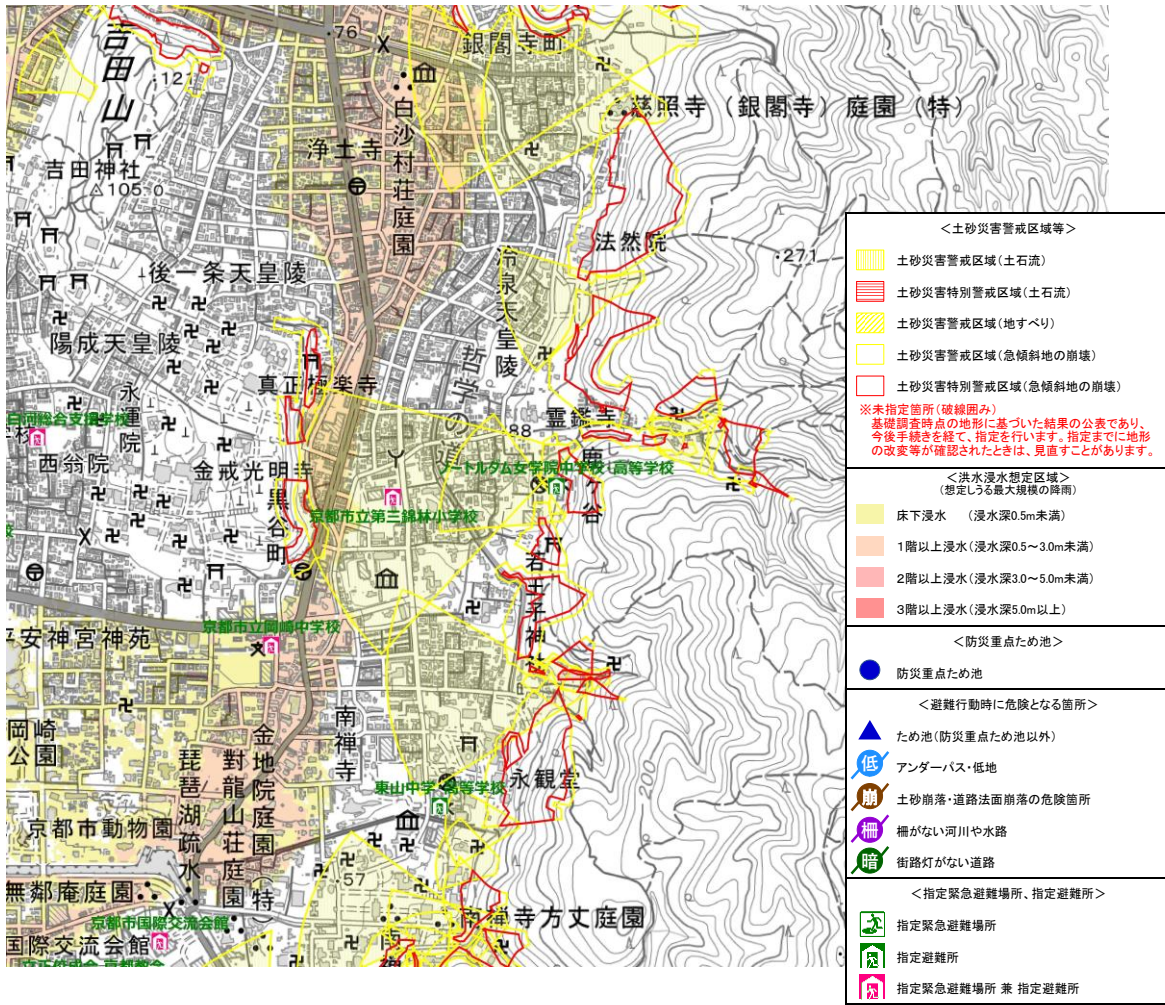 吉田山
・76
銀閣寺町
・121
慈照寺（銀閣寺）庭園（特）
白沙村荘庭園
浄土寺
吉田神社
△105.0
法然院
・271
冷泉天皇陵
後一条天皇陵
陽成天皇陵
哲学の
真正極楽寺
88
霊鑑寺
永運院
白河総合支援学校
西翁院
金戒光明寺
ノートルダム女学院中学校・高等学校
鹿ケ谷
京都市立第三錦林小学校
黒谷町
若王子神社
京都市立岡崎中学校
平安神宮神苑
岡崎公園
南禅寺
金地院庭園（特）
對龍山荘庭園
琵琶湖疏水
永観堂
東山中学・高等学校
京都市動物園
・57
無鄰庵庭園
京都市国際交流会館
南禅寺方丈庭園
国際交流会館
＜土砂災害警戒区域等＞
土砂災害警戒区域（土石流）
土砂災害特別警戒区域（土石流）
土砂災害警戒区域（地すべり）
土砂災害警戒区域（急傾斜地の崩壊）
土砂災害特別警戒区域（急傾斜地の崩壊）
※未指定箇所（破線囲み）
基礎調査時点の地形に基づいた結果の公表であり、
今後手続きを経て、指定を行います。指定までに地形
の改変等が確認されたときは、見直すことがあります。
＜洪水浸水想定区域＞
（想定しうる最大規模の降雨）
床下浸水　（浸水深0.5m未満）
1階以上浸水（浸水深0.5～3.0m未満）
2階以上浸水（浸水深3.0～5.0m未満）
3階以上浸水（浸水深5.0m以上）
＜防災重点ため池＞
防災重点ため池
＜避難行動時に危険となる箇所＞
ため池（防災重点ため池以外）
低 アンダーパス・低地
崩 土砂崩落・道路法面崩落の危険箇所
柵 柵がない河川や水路
暗 街路灯がない道路
＜指定緊急避難場所、指定避難所＞
指定緊急避難場所
指定避難所
指定緊急避難場所 兼 指定避難所